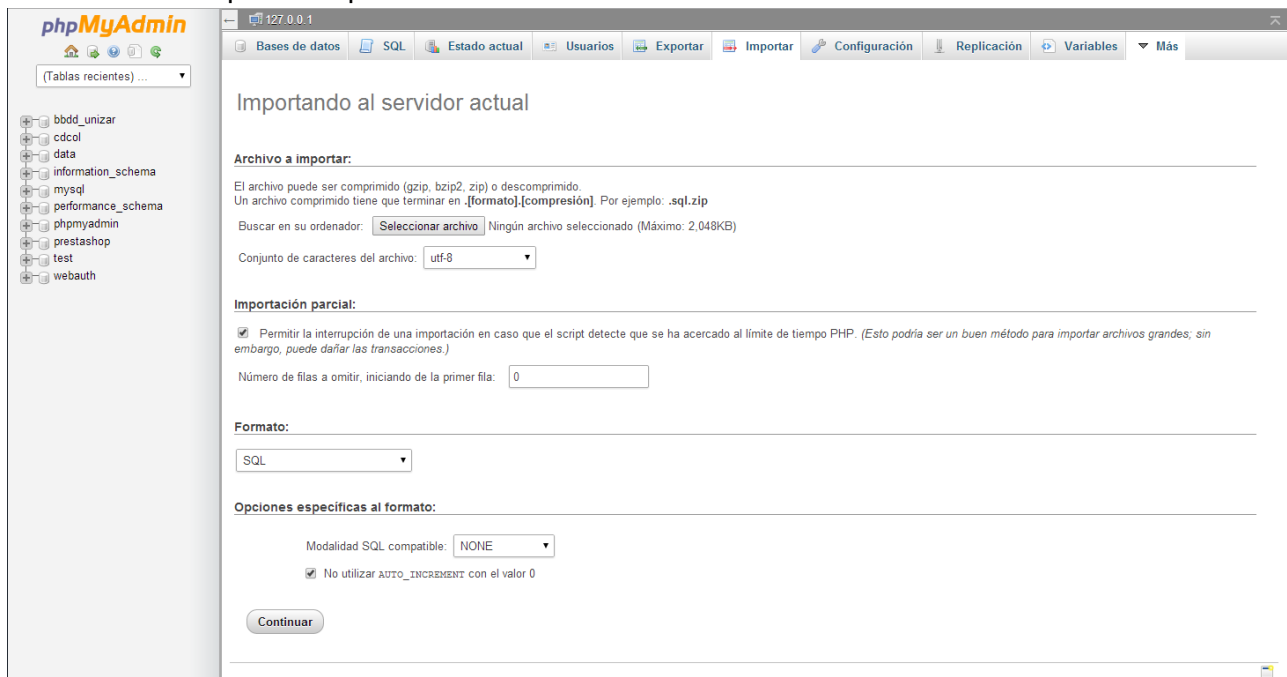 phpMyAdmin
(Tablas recientes) ...
bbdd_unizar
cdcol
data
information_schema
mysql
performance_schema
phpmyadmin
prestashop
test
webauth
127.0.0.1
Bases de datos SQL Estado actual Usuarios Exportar Importar Configuración Replicación Variables Más
Importando al servidor actual
Archivo a importar:
El archivo puede ser comprimido (gzip, bzip2, zip) o descomprimido.
Un archivo comprimido tiene que terminar en .[formato].[compresión]. Por ejemplo: .sql.zip
Buscar en su ordenador: Seleccionar archivo Ningún archivo seleccionado (Máximo: 2,048KB)
Conjunto de caracteres del archivo: utf-8
Importación parcial:
Permitir la interrupción de una importación en caso que el script detecte que se ha acercado al límite de tiempo PHP. (Esto podría ser un buen método para importar archivos grandes; sin
embargo, puede dañar las transacciones.)
Número de filas a omitir, iniciando de la primer fila: 0
Formato:
SQL
Opciones específicas al formato:
Modalidad SQL compatible: NONE
No utilizar AUTO_INCREMENT con el valor 0
Continuar